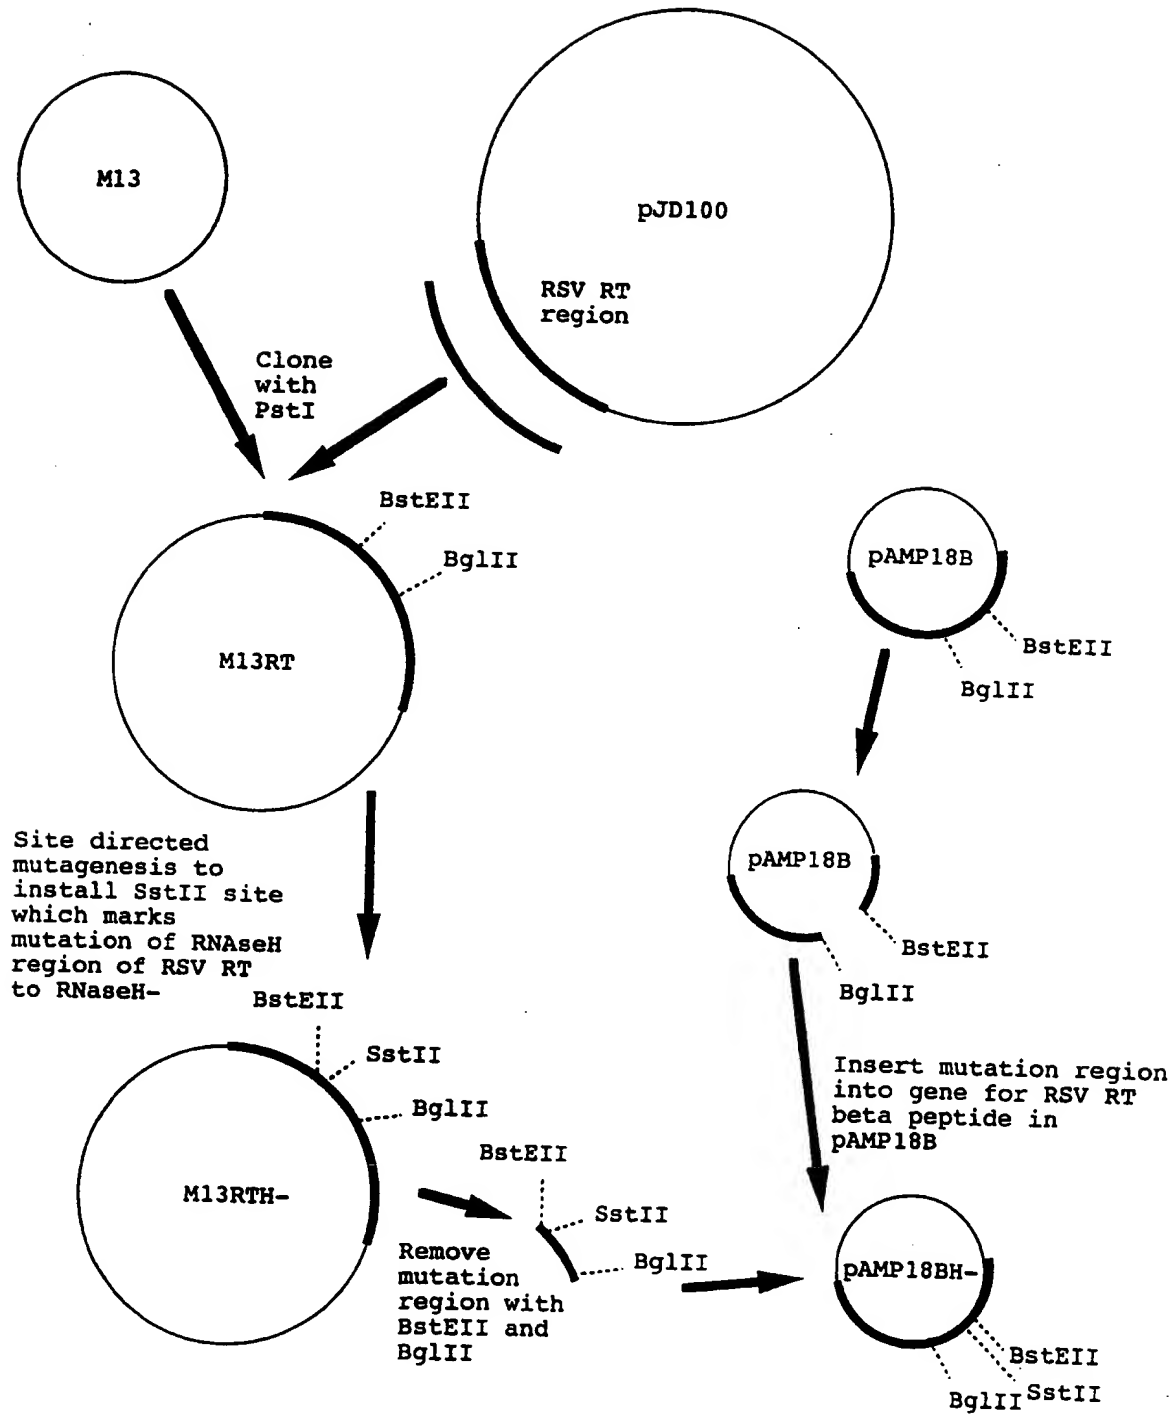 M13
pJD100
RSV RT
region
Clone
with
PstI
BstEII
BglII
M13RT
pAMP18B
BstEII
BglII
Site directed
mutagenesis to
install SstII site
which marks
mutation of RNAseH
region of RSV RT
to RNaseH-
pAMP18B
BstEII
BglII
BstEII
SstII
BglII
M13RTH-
Insert mutation region
into gene for RSV RT
beta peptide in
pAMP18B
BstEII
SstII
BglII
Remove
mutation
region with
BstEII and
BglII
pAMP18BH-
BstEII
SstII
BglII